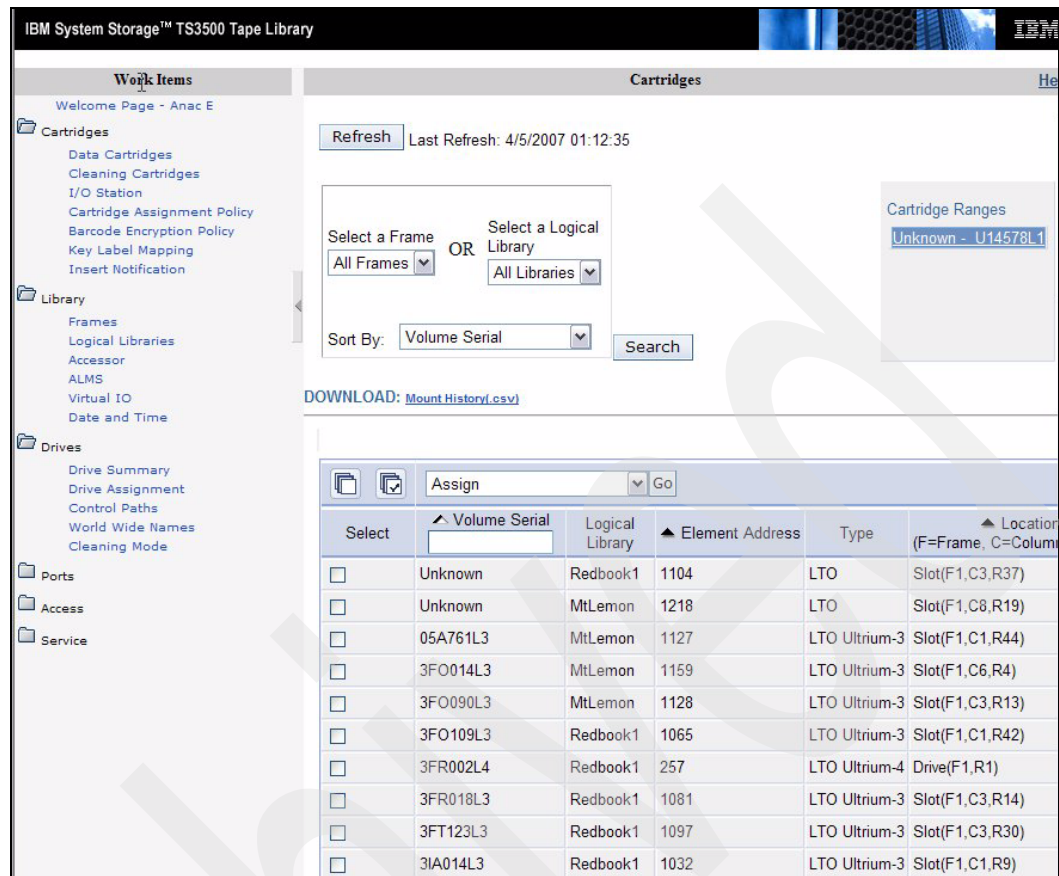 IBM System Storage™ TS3500 Tape Library
IBM
Work Items
Welcome Page - Anac E
Cartridges
Data Cartridges
Cleaning Cartridges
I/O Station
Cartridge Assignment Policy
Barcode Encryption Policy
Key Label Mapping
Insert Notification
Library
Frames
Logical Libraries
Accessor
ALMS
Virtual IO
Date and Time
Drives
Drive Summary
Drive Assignment
Control Paths
World Wide Names
Cleaning Mode
Ports
Access
Service
Cartridges
He
Refresh Last Refresh: 4/5/2007 01:12:35
Select a Frame
All Frames
OR
Select a Logical
Library
All Libraries
Sort By: Volume Serial
Search
Cartridge Ranges
Unknown - U14578L1
DOWNLOAD: Mount History(.csv)
Assign Go
Select Volume Serial Logical Library Element Address Type Location (F=Frame, C=Colum
Unknown Redbook1 1104 LTO Slot(F1,C3,R37)
Unknown MtLemon 1218 LTO Slot(F1,C8,R19)
05A761L3 MtLemon 1127 LTO Ultrium-3 Slot(F1,C1,R44)
3FO014L3 MtLemon 1159 LTO Ultrium-3 Slot(F1,C6,R4)
3FO090L3 MtLemon 1128 LTO Ultrium-3 Slot(F1,C3,R13)
3FO109L3 Redbook1 1065 LTO Ultrium-3 Slot(F1,C1,R42)
3FR002L4 Redbook1 257 LTO Ultrium-4 Drive(F1,R1)
3FR018L3 Redbook1 1081 LTO Ultrium-3 Slot(F1,C3,R14)
3FT123L3 Redbook1 1097 LTO Ultrium-3 Slot(F1,C3,R30)
3IA014L3 Redbook1 1032 LTO Ultrium-3 Slot(F1,C1,R9)